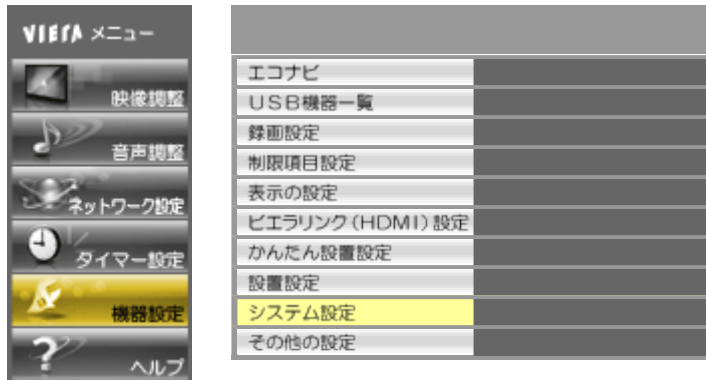 VIERA メニュー
映像調整
音声調整
ネットワーク設定
タイマー設定
機器設定
ヘルプ
エコナビ
USB機器一覧
録画設定
制限項目設定
表示の設定
ビエラリンク(HDMI)設定
かんたん設置設定
設置設定
システム設定
その他の設定